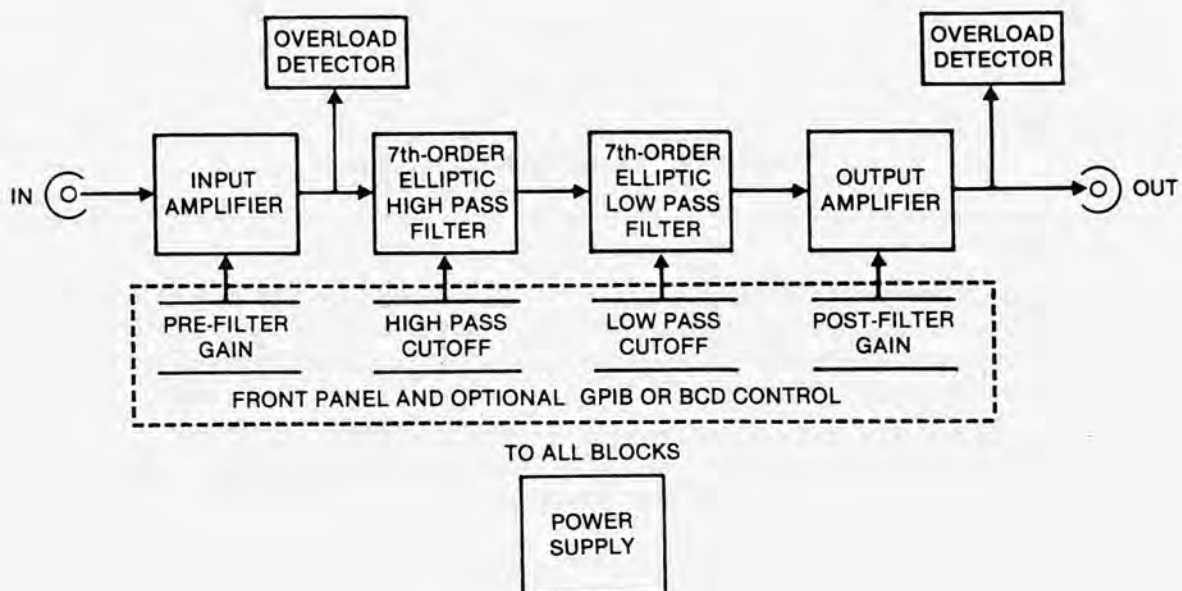 OVERLOAD
DETECTOR
OVERLOAD
DETECTOR
IN
INPUT
AMPLIFIER
7th-ORDER
ELLIPTIC
HIGH PASS
FILTER
7th-ORDER
ELLIPTIC
LOW PASS
FILTER
OUTPUT
AMPLIFIER
OUT
PRE-FILTER
GAIN
HIGH PASS
CUTOFF
LOW PASS
CUTOFF
POST-FILTER
GAIN
FRONT PANEL AND OPTIONAL GPIB OR BCD CONTROL
TO ALL BLOCKS
POWER
SUPPLY